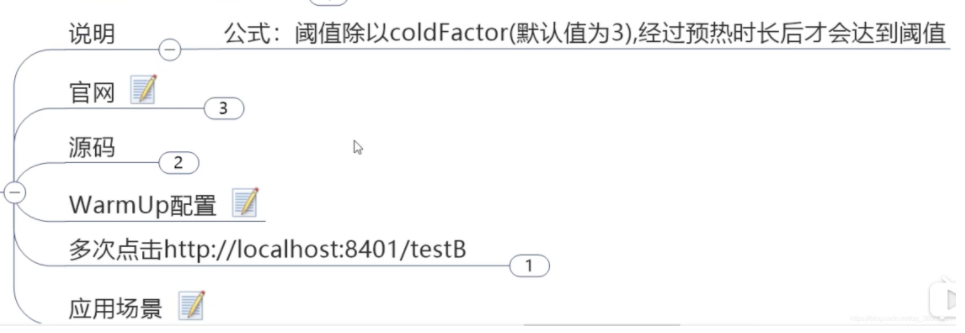 说明
公式：阈值除以coldFactor(默认值为3),经过预热时长后才会达到阈值
官网
3
源码
2
WarmUp配置
多次点击http://localhost:8401/testB
1
应用场景